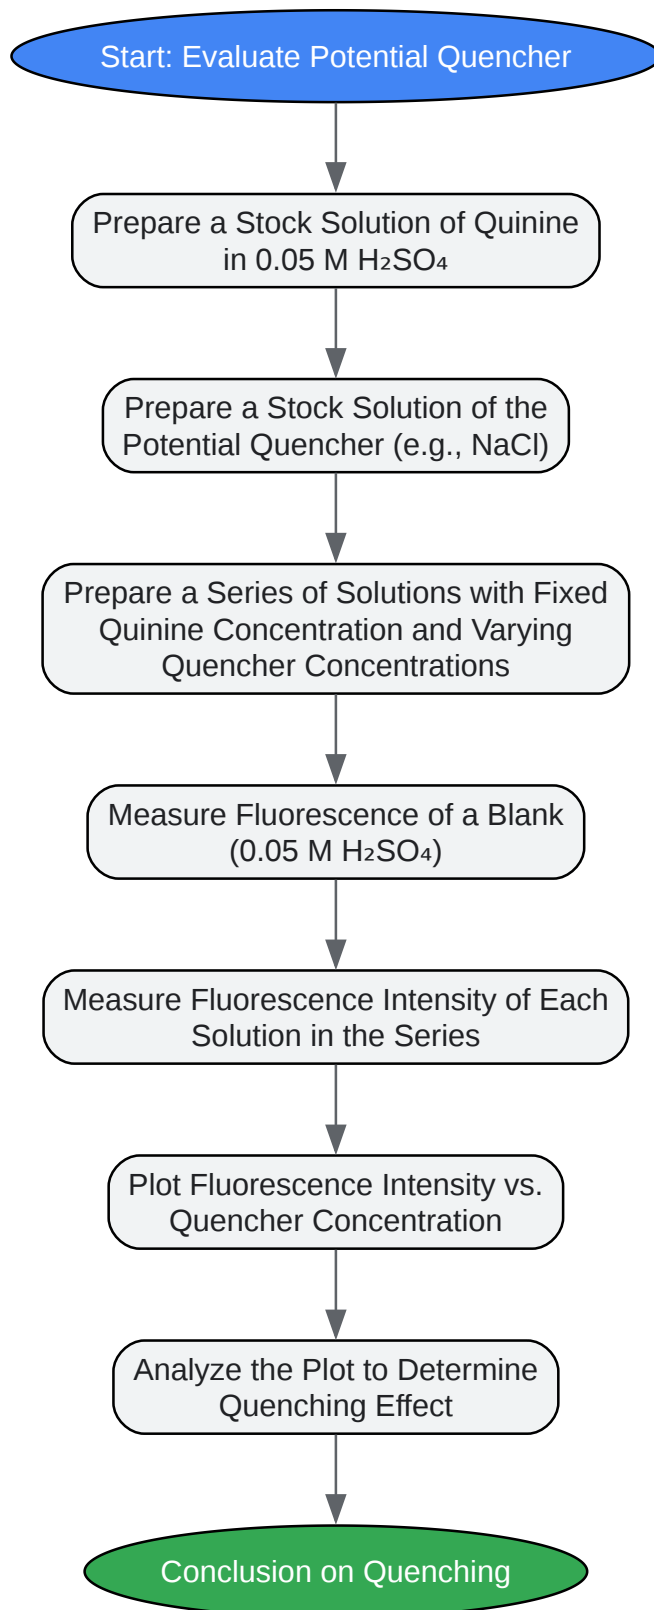 Start: Evaluate Potential Quencher
Prepare a Stock Solution of Quinine
in 0.05 M H₂SO₄
Prepare a Stock Solution of the
Potential Quencher (e.g., NaCl)
Prepare a Series of Solutions with Fixed
Quinine Concentration and Varying
Quencher Concentrations
Measure Fluorescence of a Blank
(0.05 M H₂SO₄)
Measure Fluorescence Intensity of Each
Solution in the Series
Plot Fluorescence Intensity vs.
Quencher Concentration
Analyze the Plot to Determine
Quenching Effect
Conclusion on Quenching